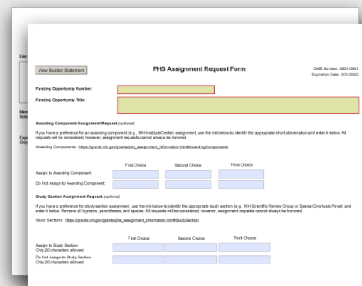 View Burden Statement
PHS Assignment Request Form
OMB Number: 0925-0001
Expiration Date:
Funding Opportunity Number:
Funding Opportunity Title:
Awarding Component Assignment Request (optional)
If you have a preference for an awarding component (e.g., NIH Institute/Center) assignment, use the link below to identify the appropriate short abbreviation and enter it below. All
requests will be considered; however, assignment requests cannot always be honored.
Awarding Components:
First Choice Second Choice Third Choice
Assign to Awarding Component:
Do Not Assign to Awarding Component:
Study Section Assignment Request (optional)
If you have a preference for study section assignment, use the link below to identify the appropriate study section (e.g., NIH Scientific Review Group or Special Emphasis Panel) and
enter it below. Remove all hyphens, parentheses, and spaces. All requests will be considered; however, assignment requests cannot always be honored.
Study Sections:
First Choice Second Choice Third Choice
Assign to Study Section:
Only 20 characters allowed
Do Not Assign to Study Section:
Only 20 characters allowed